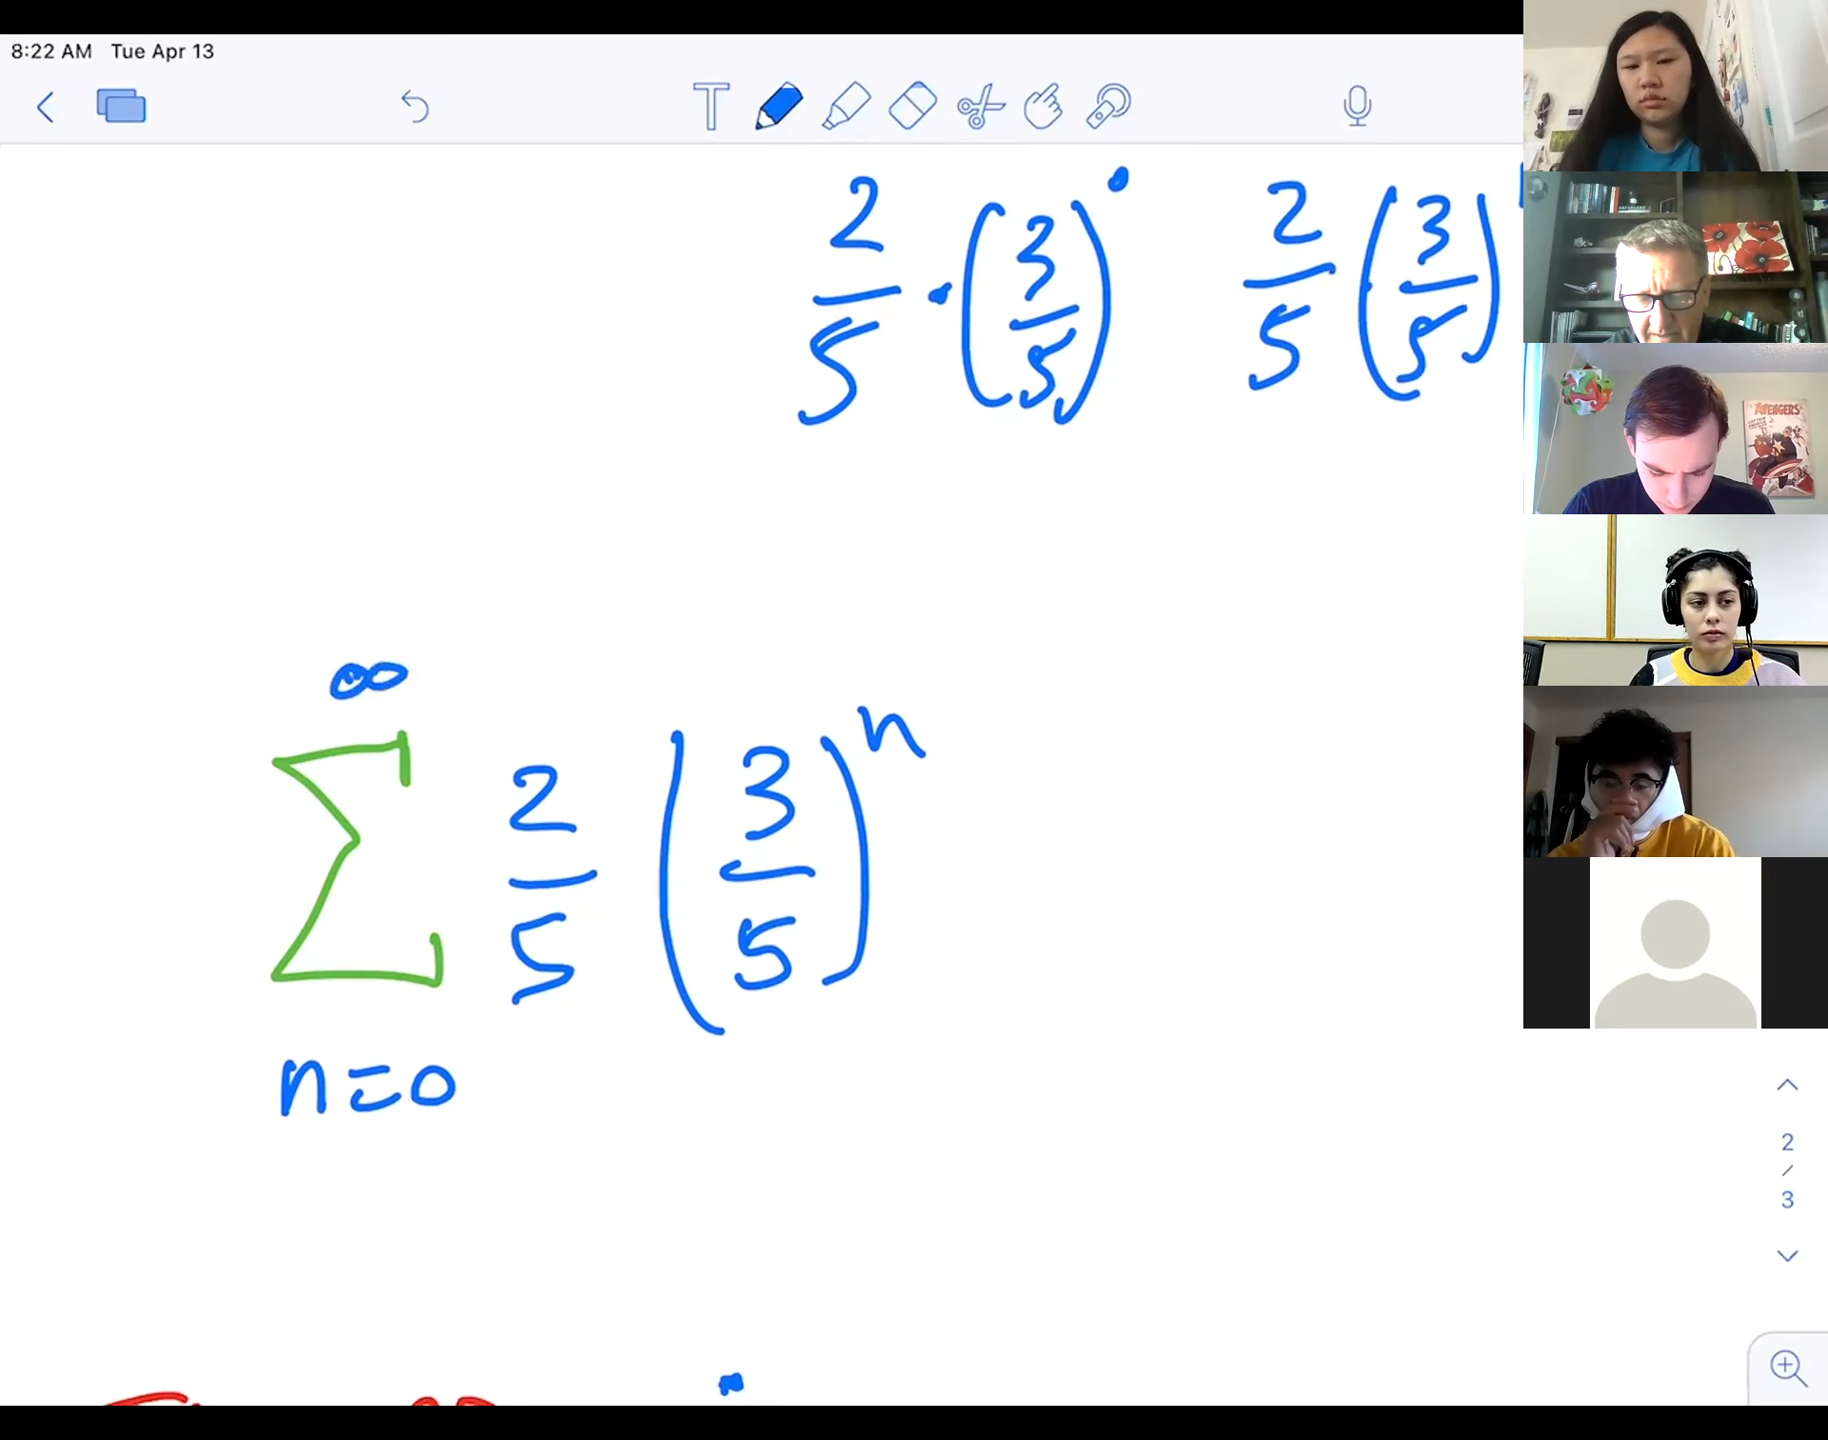 8:22 AM Tue Apr 13
2/5 · (3/5)⁰ 2/5 (3/5)
AVENGERS
∞
Σ 2/5 (3/5)ⁿ
n=0
2
/
3